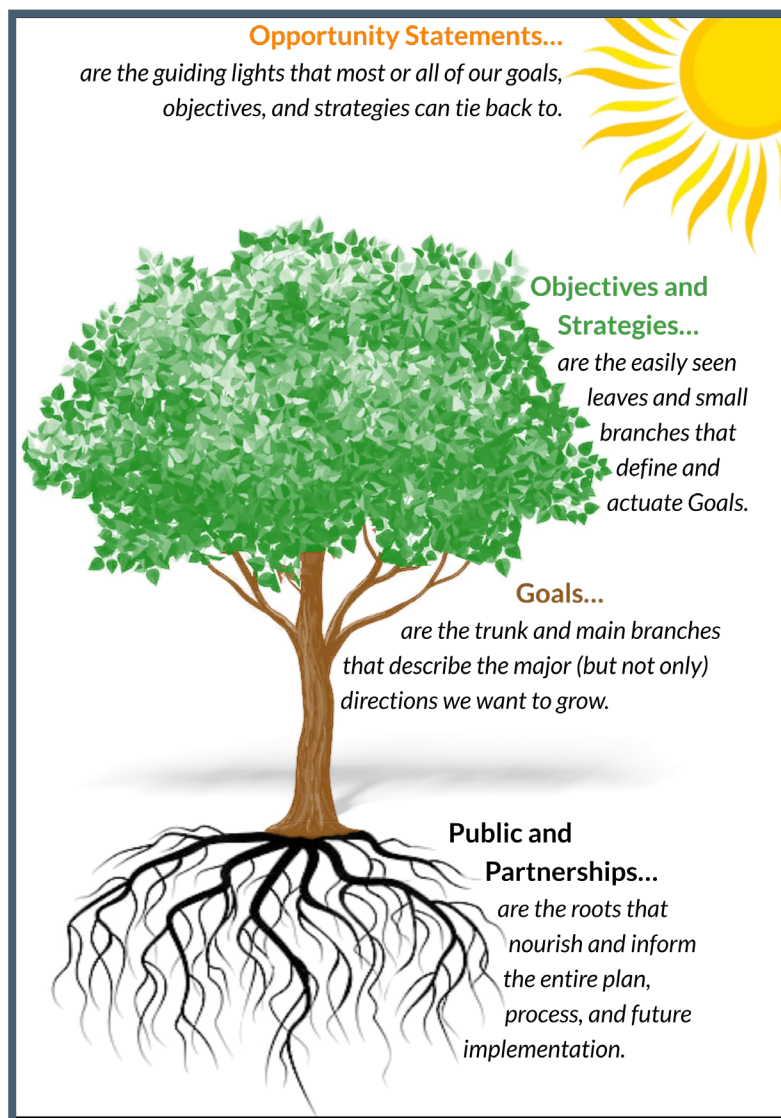 Opportunity Statements...
are the guiding lights that most or all of our goals,
objectives, and strategies can tie back to.
Objectives and
Strategies...
are the easily seen
leaves and small
branches that
define and
actuate Goals.
Goals...
are the trunk and main branches
that describe the major (but not only)
directions we want to grow.
Public and
Partnerships...
are the roots that
nourish and inform
the entire plan,
process, and future
implementation.